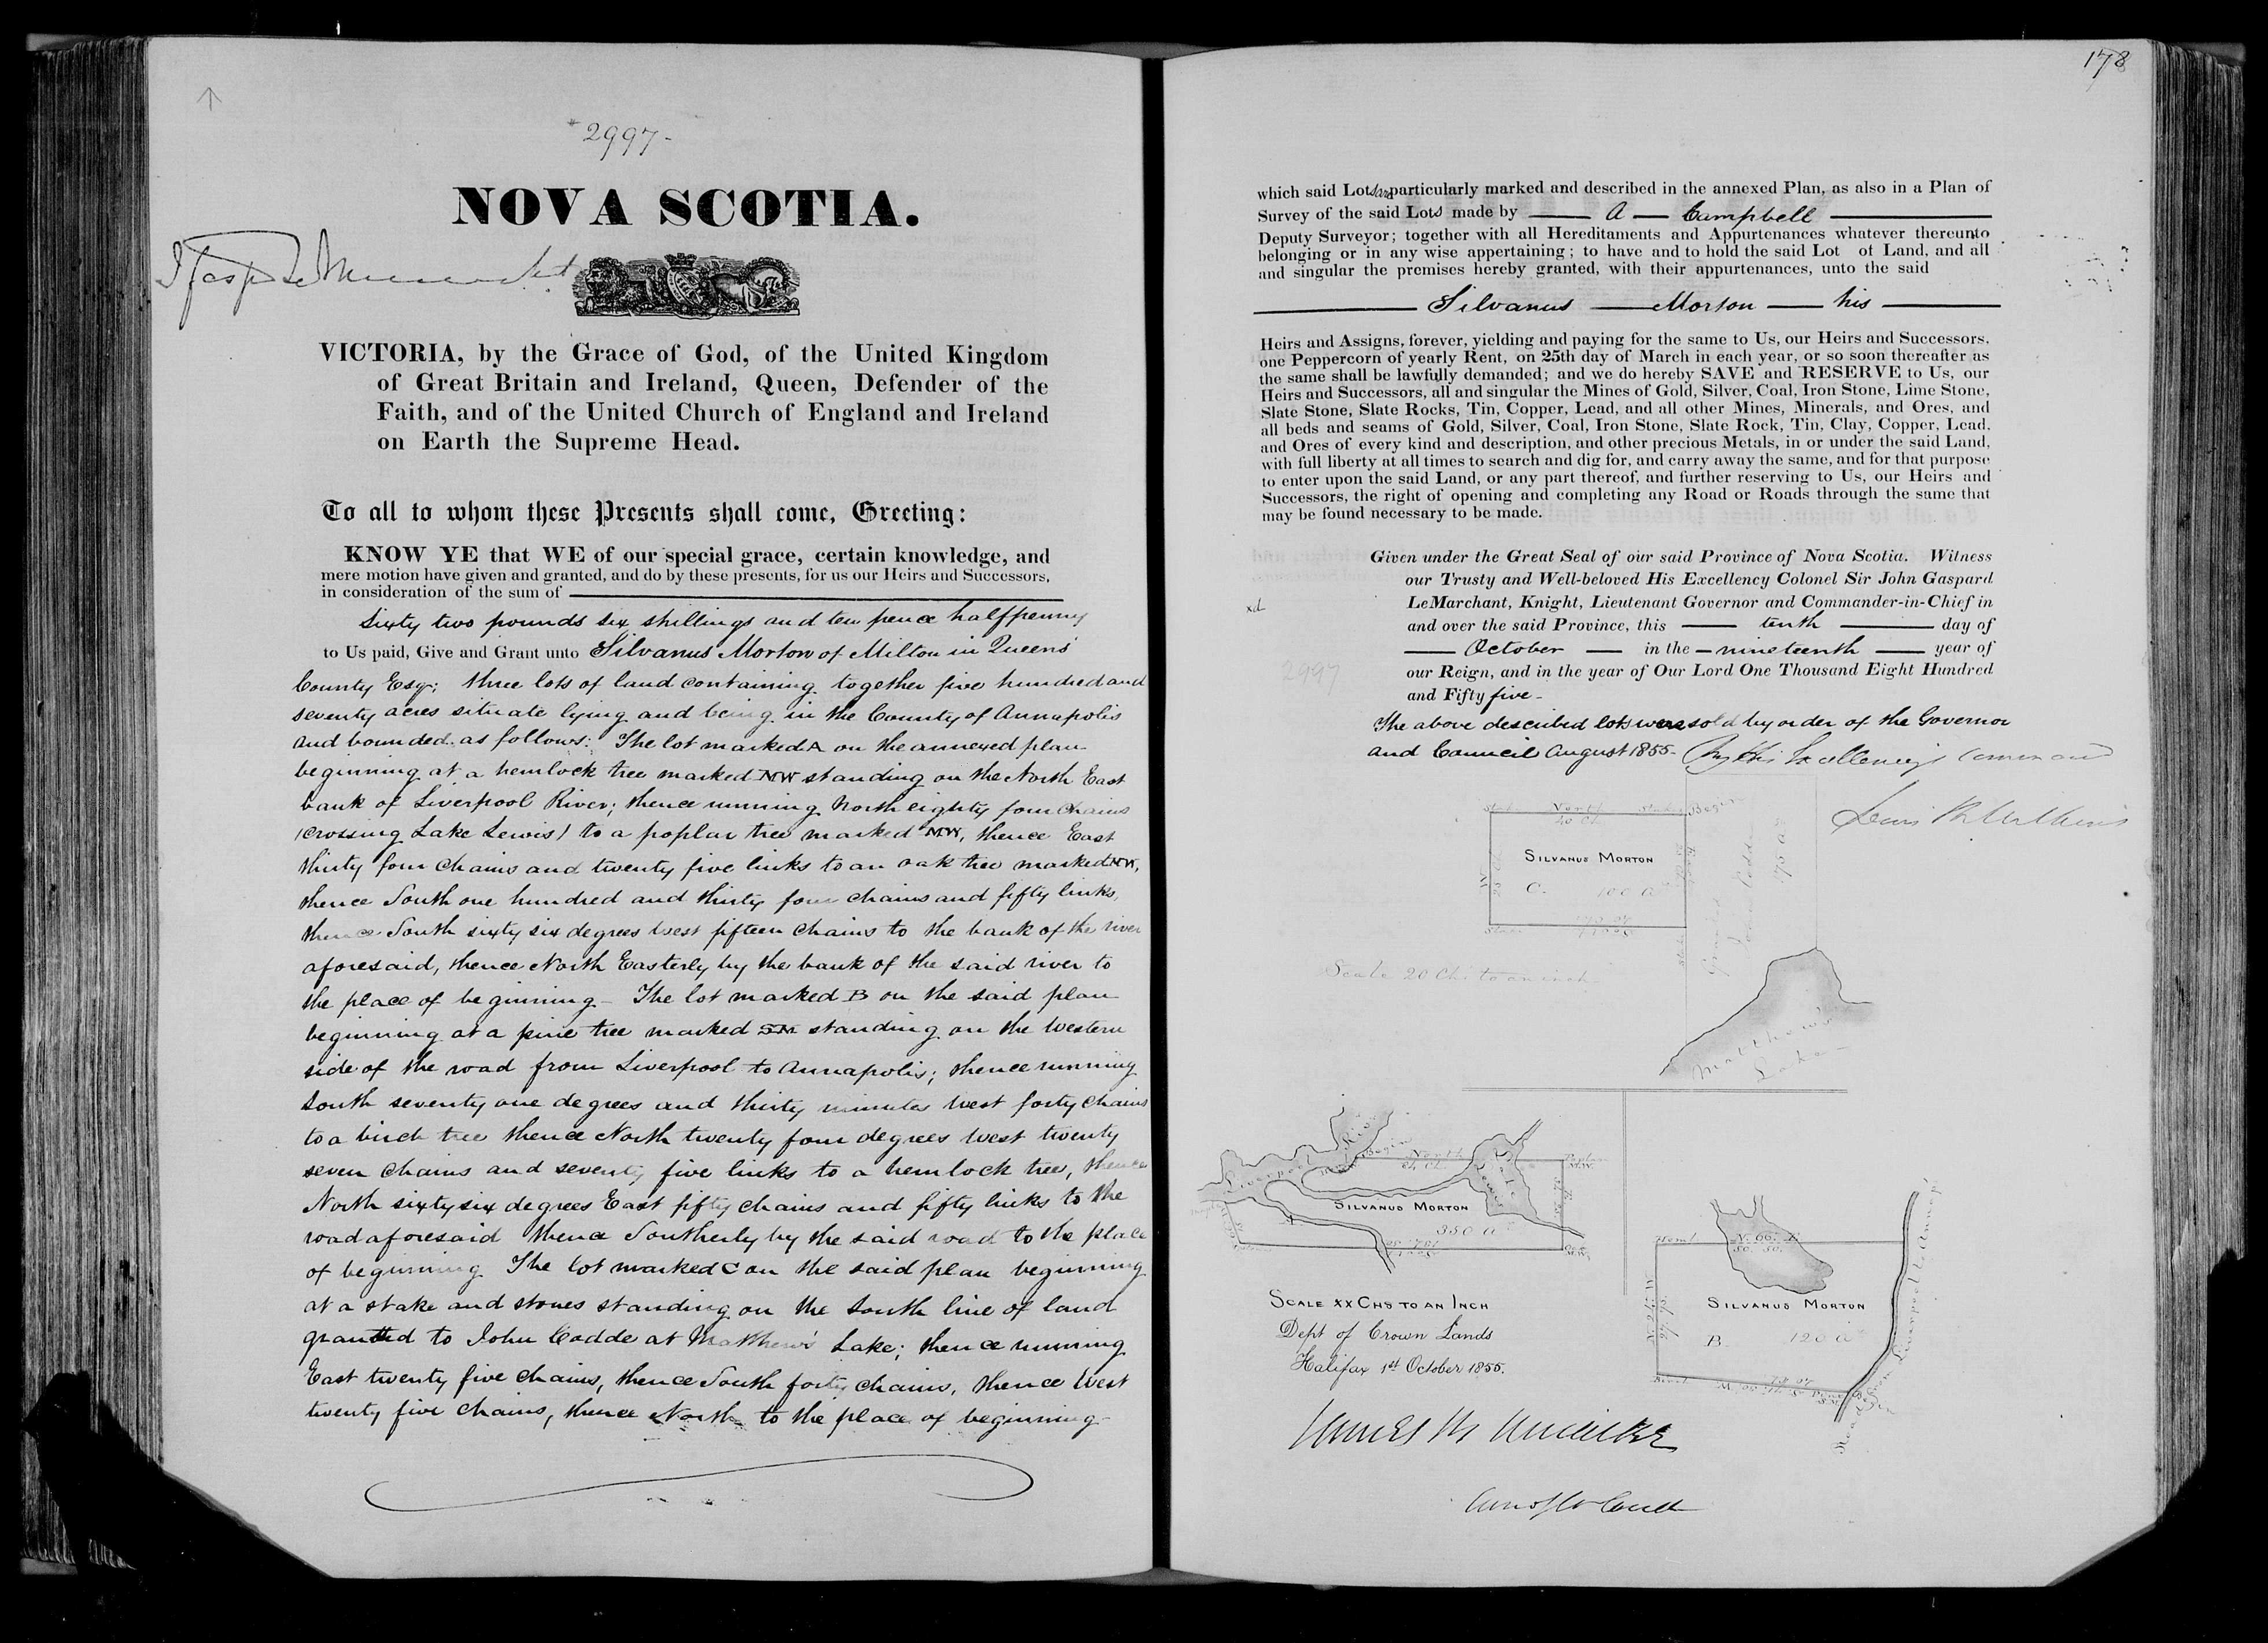 2997-
NOVA SCOTIA.
VICTORIA, by the Grace of God, of the United Kingdom
of Great Britain and Ireland, Queen, Defender of the
Faith, and of the United Church of England and Ireland
on Earth the Supreme Head.
To all to whom these Presents shall come, Greeting:
KNOW YE that WE of our special grace, certain knowledge, and
mere motion have given and granted, and do by these presents, for us our Heirs and Successors,
in consideration of the sum of
Sixty two pounds six shillings and ten pence halfpenny
to Us paid, Give and Grant unto Silvanus Morton of Milton in Queens
County Esqr; three lots of land containing together five hundred and
seventy acres situate lying and being in the County of Annapolis
and bounded as follows: The lot marked A on the annexed plan
beginning at a hemlock tree marked MW standing on the North East
bank of Liverpool River; thence running North eighty four chains
(crossing Lake Lewis) to a poplar tree marked MW, thence East
thirty four chains and twenty five links to an oak tree marked MW,
thence South one hundred and thirty four chains and fifty links,
thence South sixty six degrees West fifteen chains to the bank of the river
aforesaid, thence North Easterly by the bank of the said river to
the place of beginning - The lot marked B on the said plan
beginning at a pine tree marked SM standing on the Western
side of the road from Liverpool to Annapolis; thence running
South seventy one degrees and thirty minutes West forty chains
to a birch tree thence North twenty four degrees West twenty
seven chains and seventy five links to a hemlock tree, thence
North sixty six degrees East fifty chains and fifty links to the
road aforesaid thence Southerly by the said road to the place
of beginning The lot marked C on the said plan beginning
at a stake and stones standing on the South line of land
granted to John Codde at Matthew's Lake; thence running
East twenty five chains, thence South forty chains, thence West
twenty five chains, thence North to the place of beginning-
178
which said Lots are particularly marked and described in the annexed Plan, as also in a Plan of
Survey of the said Lots made by A Campbell
Deputy Surveyor; together with all Hereditaments and Appurtenances whatever thereunto
belonging or in any wise appertaining; to have and to hold the said Lot of Land, and all
and singular the premises hereby granted, with their appurtenances, unto the said
Silvanus Morton his
Heirs and Assigns, forever, yielding and paying for the same to Us, our Heirs and Successors,
one Peppercorn of yearly Rent, on 25th day of March in each year, or so soon thereafter as
the same shall be lawfully demanded; and we do hereby SAVE and RESERVE to Us, our
Heirs and Successors, all and singular the Mines of Gold, Silver, Coal, Iron Stone, Lime Stone,
Slate Stone, Slate Rocks, Tin, Copper, Lead, and all other Mines, Minerals, and Ores, and
all beds and seams of Gold, Silver, Coal, Iron Stone, Slate Rock, Tin, Clay, Copper, Lead,
and Ores of every kind and description, and other precious Metals, in or under the said Land,
with full liberty at all times to search and dig for, and carry away the same, and for that purpose
to enter upon the said Land, or any part thereof, and further reserving to Us, our Heirs and
Successors, the right of opening and completing any Road or Roads through the same that
may be found necessary to be made.
Given under the Great Seal of our said Province of Nova Scotia. Witness
our Trusty and Well-beloved His Excellency Colonel Sir John Gaspard
LeMarchant, Knight, Lieutenant Governor and Commander-in-Chief in
xd
and over the said Province, this tenth day of
October in the nineteenth year of
2997
our Reign, and in the year of Our Lord One Thousand Eight Hundred
and Fifty five-
The above described lots were sold by order of the Governor
and Council August 1855- By His Excellency's Command
North
40 Ch
SILVANUS MORTON
C. 100 a
Scale 20 Chs to an inch
Matthew's
Lake
Liverpool River
North
SILVANUS MORTON
350 a
SCALE XX CHS TO AN INCH
Dept of Crown Lands
Halifax 1st October 1855.
N. 66. E
50. 50.
SILVANUS MORTON
B. 120 a